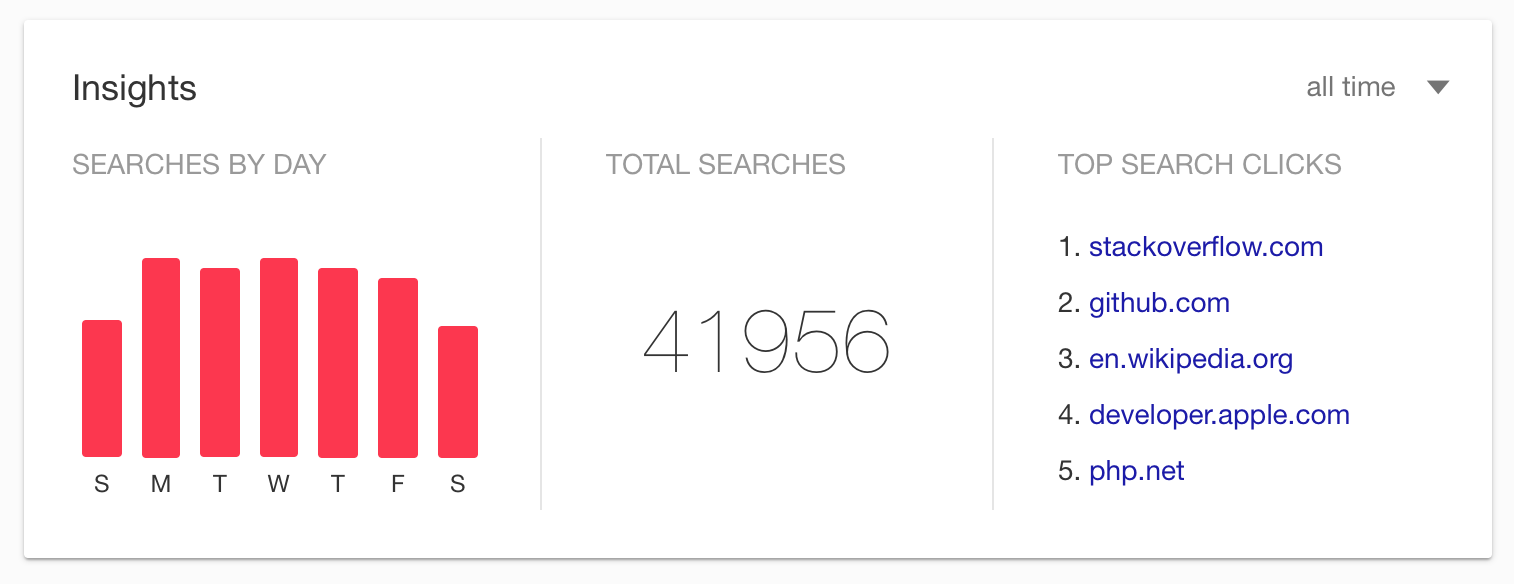 Insights
all time
SEARCHES BY DAY
S M T W T F S
TOTAL SEARCHES
41956
TOP SEARCH CLICKS
1. stackoverflow.com
2. github.com
3. en.wikipedia.org
4. developer.apple.com
5. php.net